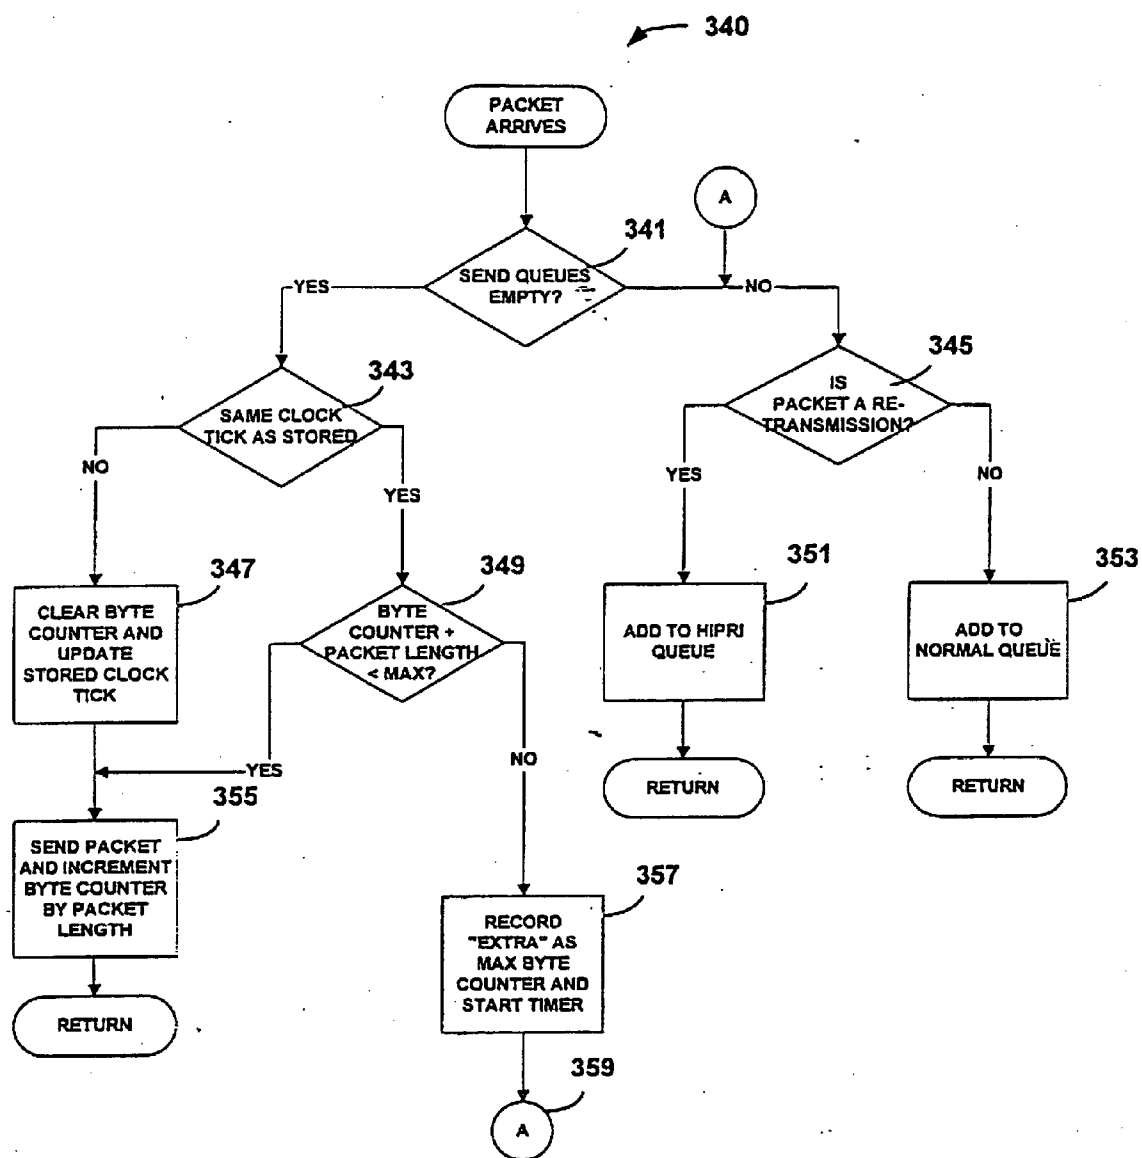 340
PACKET
ARRIVES
A
341
SEND QUEUES
EMPTY?
YES
NO
343
SAME CLOCK
TICK AS STORED
345
IS
PACKET A RE-
TRANSMISSION?
NO
YES
YES
NO
347
CLEAR BYTE
COUNTER AND
UPDATE
STORED CLOCK
TICK
349
BYTE
COUNTER +
PACKET LENGTH
< MAX?
351
ADD TO HIPRI
QUEUE
353
ADD TO
NORMAL QUEUE
YES
NO
RETURN
RETURN
355
SEND PACKET
AND INCREMENT
BYTE COUNTER
BY PACKET
LENGTH
357
RECORD
"EXTRA" AS
MAX BYTE
COUNTER AND
START TIMER
RETURN
359
A